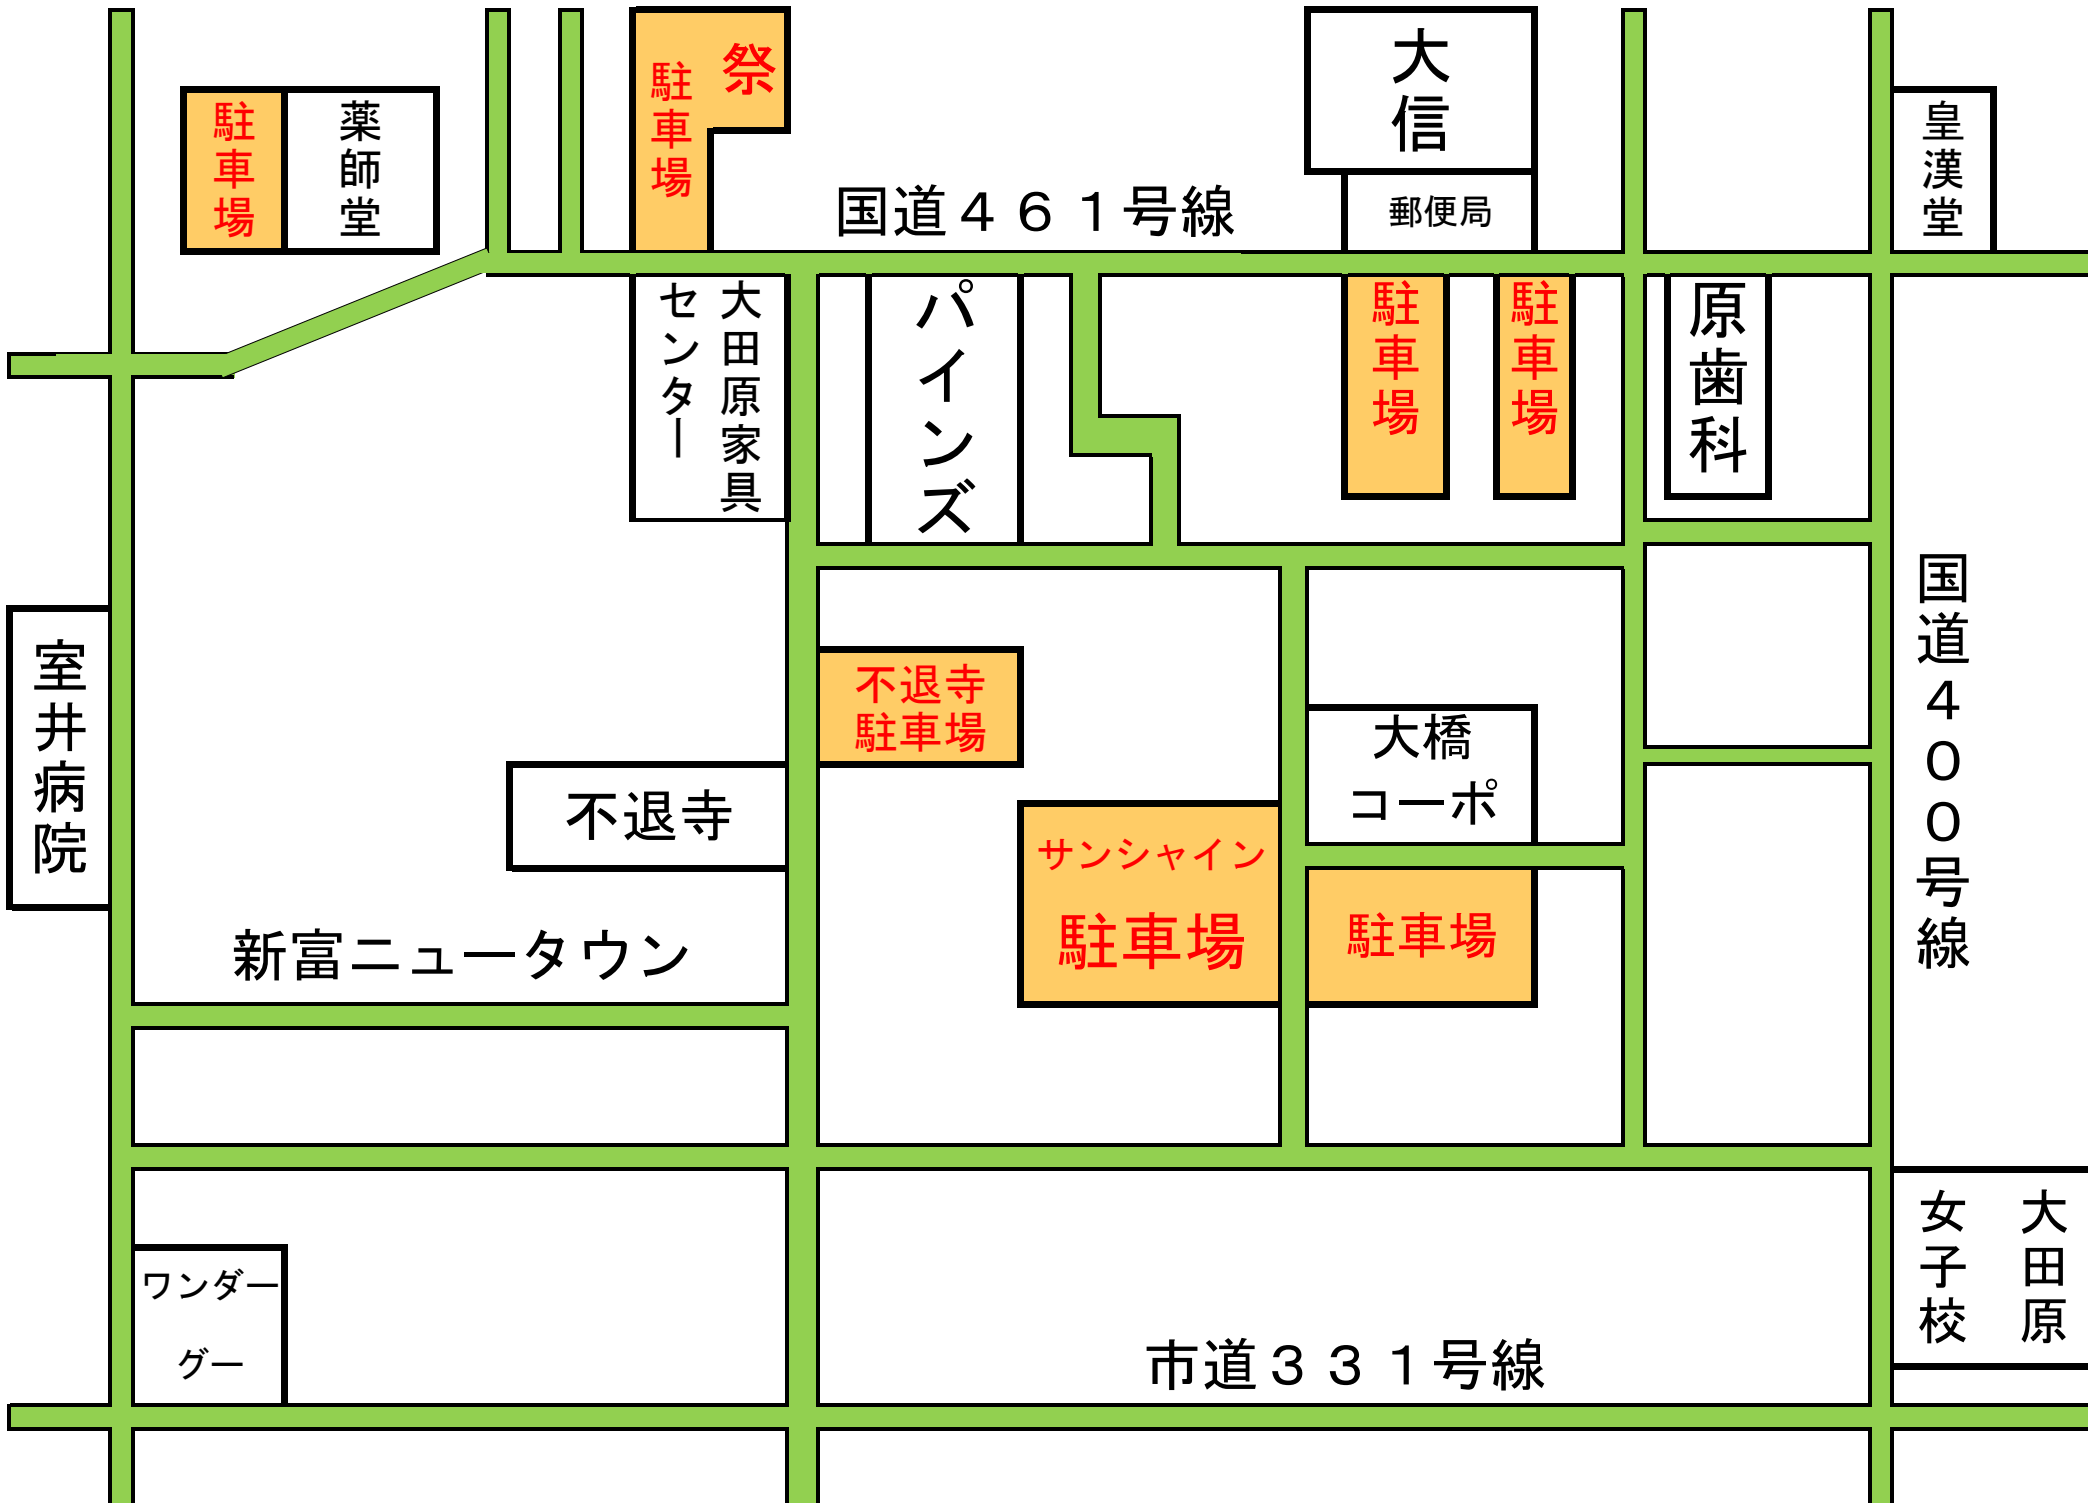 駐車場
薬師堂
駐車場
祭
国道４６１号線
大信
郵便局
皇漢堂
大田原家具
センター
パインズ
駐車場
駐車場
原歯科
国道４００号線
室井病院
不退寺
駐車場
不退寺
大橋
コーポ
サンシャイン
駐車場
駐車場
新富ニュータウン
ワンダー
グー
市道３３１号線
大田原
女子校